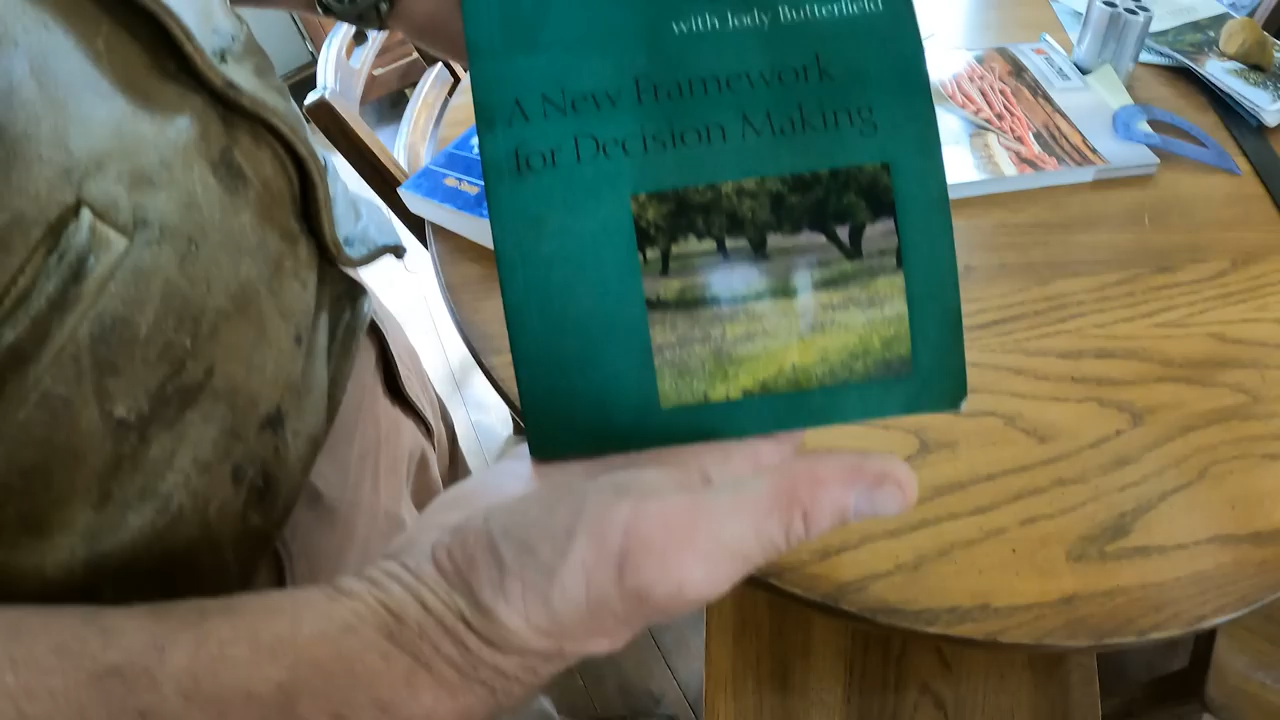 with Jody Butterfield
A New Framework
for Decision Making